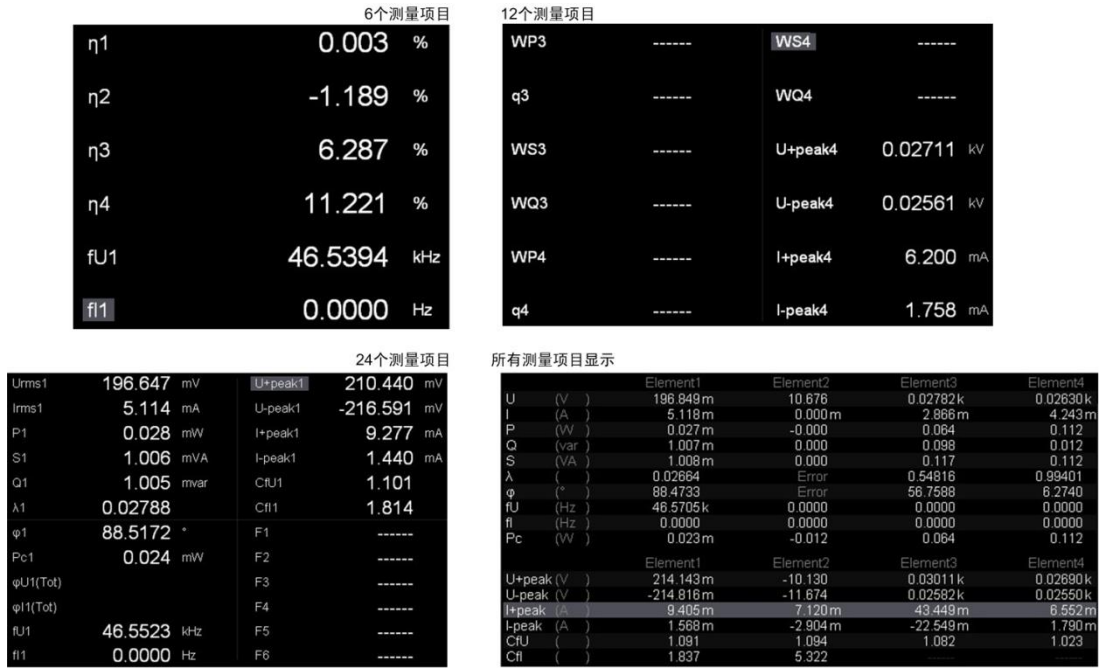 6个测量项目
η1 0.003 %
η2 -1.189 %
η3 6.287 %
η4 11.221 %
fU1 46.5394 kHz
fI1 0.0000 Hz
12个测量项目
WP3 ------ WS4 ------
q3 ------ WQ4 ------
WS3 ------ U+peak4 0.02711 kV
WQ3 ------ U-peak4 0.02561 kV
WP4 ------ I+peak4 6.200 mA
q4 ------ I-peak4 1.758 mA
24个测量项目
Urms1 196.647 mV U+peak1 210.440 mV
Irms1 5.114 mA U-peak1 -216.591 mV
P1 0.028 mW I+peak1 9.277 mA
S1 1.006 mVA I-peak1 1.440 mA
Q1 1.005 mvar CfU1 1.101
λ1 0.02788 CfI1 1.814
φ1 88.5172 ° F1 ------
Pc1 0.024 mW F2 ------
φU1(Tot) F3 ------
φI1(Tot) F4 ------
fU1 46.5523 kHz F5 ------
fI1 0.0000 Hz F6 ------
所有测量项目显示
Element1 Element2 Element3 Element4
U (V ) 196.849m 10.676 0.02782k 0.02630k
I (A ) 5.118m 0.000m 2.866m 4.243m
P (W ) 0.027m -0.000 0.064 0.112
Q (var ) 1.007m 0.000 0.098 0.012
S (VA ) 1.008m 0.000 0.117 0.112
λ ( ) 0.02664 Error 0.54816 0.99401
φ (° ) 88.4733 Error 56.7588 6.2740
fU (Hz ) 46.5705k 0.0000 0.0000 0.0000
fI (Hz ) 0.0000 0.0000 0.0000 0.0000
Pc (W ) 0.023m -0.012 0.064 0.112
Element1 Element2 Element3 Element4
U+peak (V ) 214.143m -10.130 0.03011k 0.02690k
U-peak (V ) -214.816m -11.674 0.02582k 0.02550k
I+peak (A ) 9.405m 7.120m 43.449m 6.552m
I-peak (A ) 1.568m -2.904m -22.549m 1.790m
CfU ( ) 1.091 1.094 1.082 1.023
CfI ( ) 1.837 5.322 ------ ------